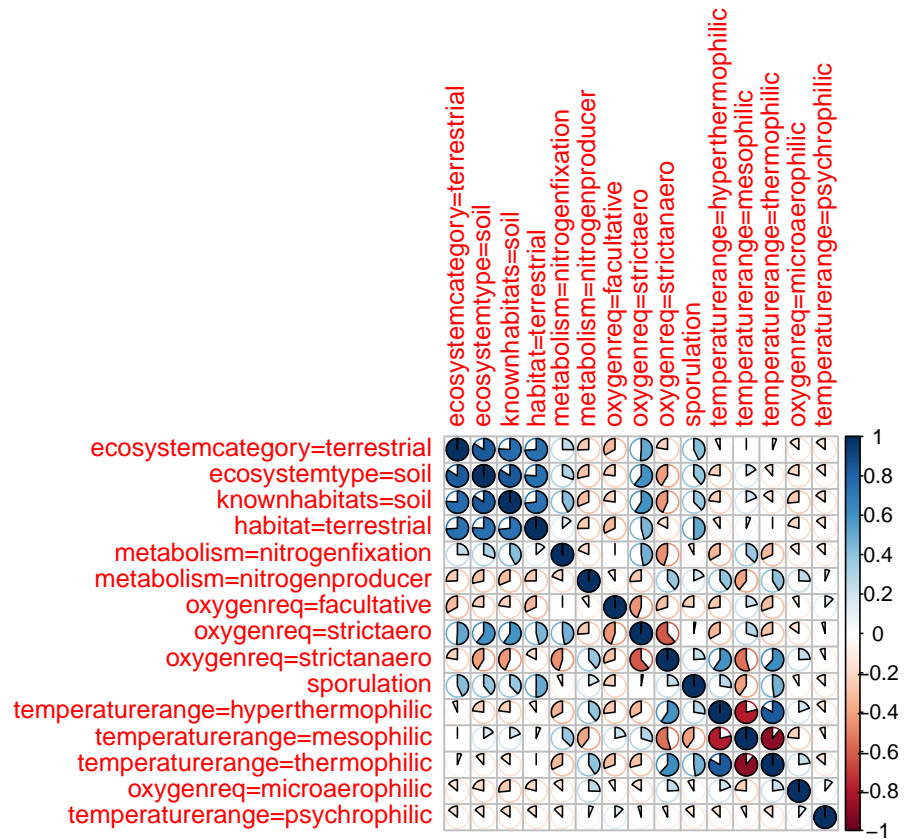 ecosystemcategory=terrestrial
ecosystemtype=soil
knownhabitats=soil
habitat=terrestrial
metabolism=nitrogenfixation
metabolism=nitrogenproducer
oxygenreq=facultative
oxygenreq=strictaero
oxygenreq=strictanaero
sporulation
temperaturerange=hyperthermophilic
temperaturerange=mesophilic
temperaturerange=thermophilic
oxygenreq=microaerophilic
temperaturerange=psychrophilic
ecosystemcategory=terrestrial
ecosystemtype=soil
knownhabitats=soil
habitat=terrestrial
metabolism=nitrogenfixation
metabolism=nitrogenproducer
oxygenreq=facultative
oxygenreq=strictaero
oxygenreq=strictanaero
sporulation
temperaturerange=hyperthermophilic
temperaturerange=mesophilic
temperaturerange=thermophilic
oxygenreq=microaerophilic
temperaturerange=psychrophilic
1
0.8
0.6
0.4
0.2
0
−0.2
−0.4
−0.6
−0.8
−1